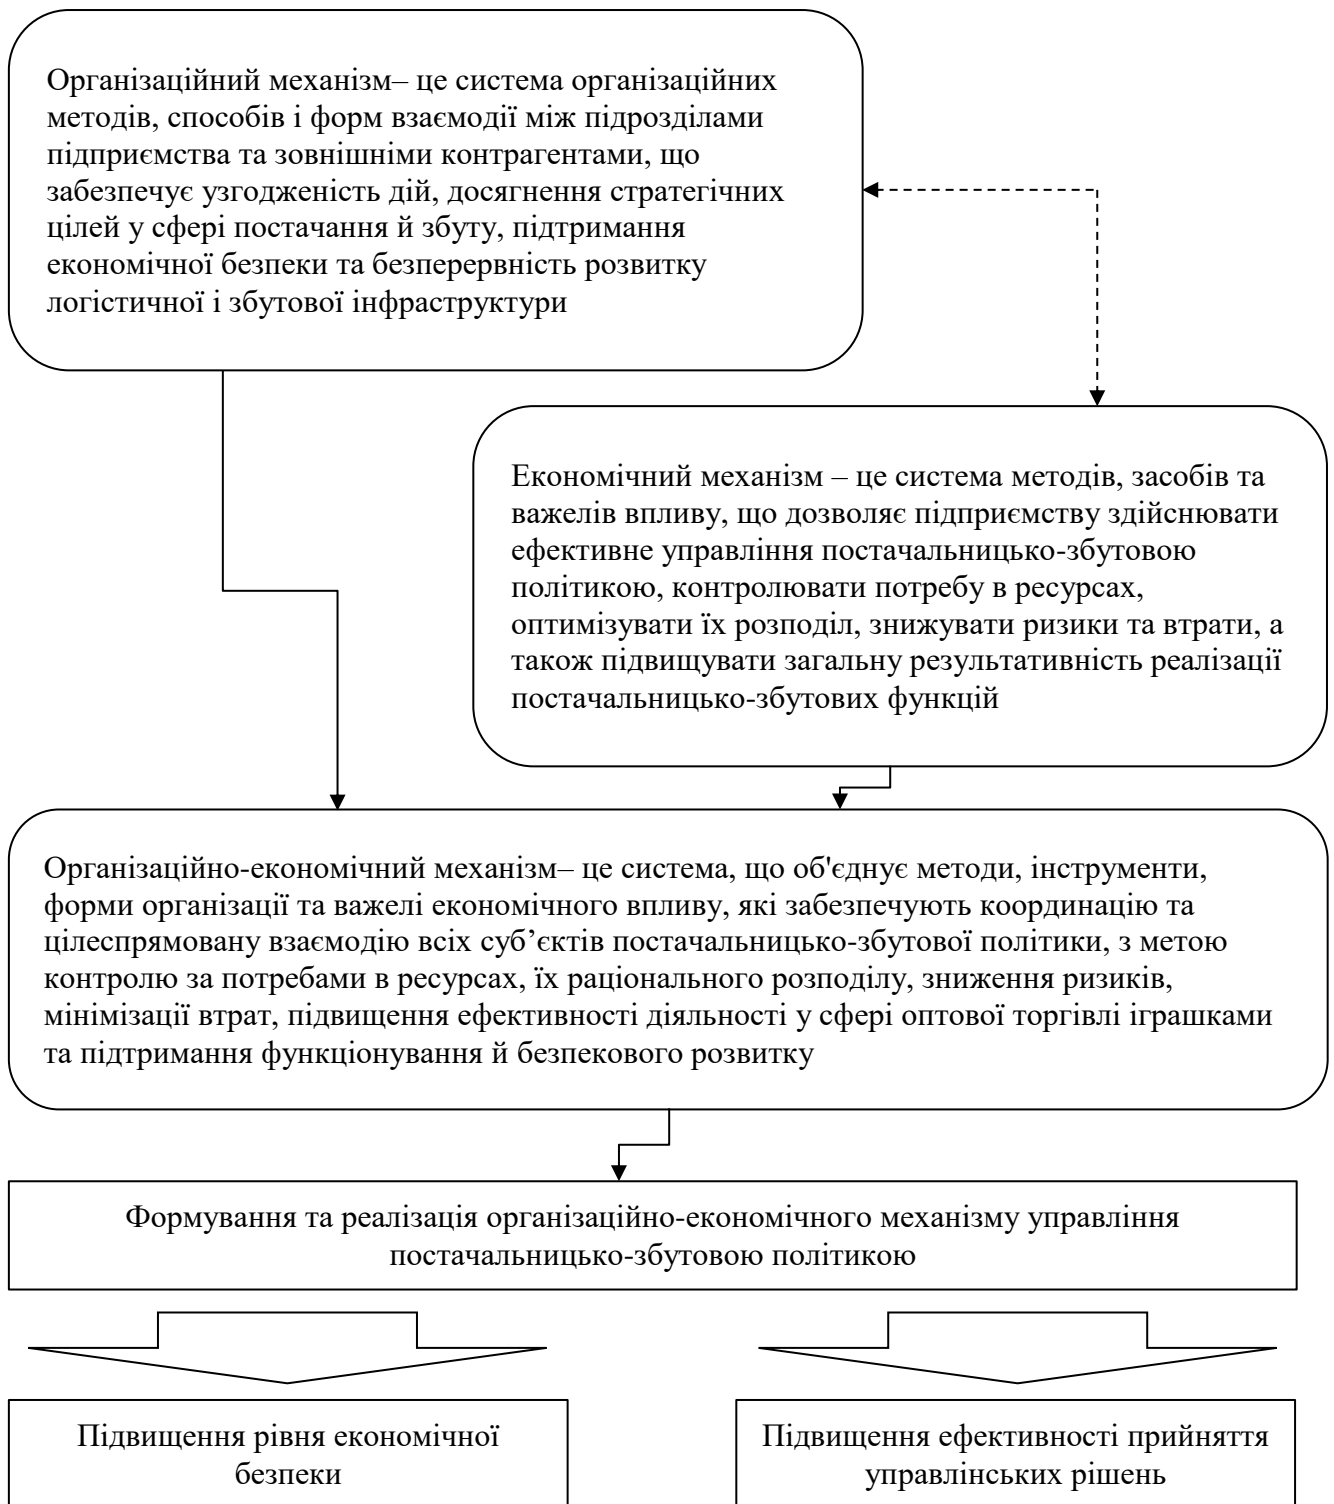 Організаційний механізм– це система організаційних
методів, способів і форм взаємодії між підрозділами
підприємства та зовнішніми контрагентами, що
забезпечує узгодженість дій, досягнення стратегічних
цілей у сфері постачання й збуту, підтримання
економічної безпеки та безперервність розвитку
логістичної і збутової інфраструктури
Економічний механізм – це система методів, засобів та
важелів впливу, що дозволяє підприємству здійснювати
ефективне управління постачальницько-збутовою
політикою, контролювати потребу в ресурсах,
оптимізувати їх розподіл, знижувати ризики та втрати, а
також підвищувати загальну результативність реалізації
постачальницько-збутових функцій
Організаційно-економічний механізм– це система, що об'єднує методи, інструменти,
форми організації та важелі економічного впливу, які забезпечують координацію та
цілеспрямовану взаємодію всіх суб’єктів постачальницько-збутової політики, з метою
контролю за потребами в ресурсах, їх раціонального розподілу, зниження ризиків,
мінімізації втрат, підвищення ефективності діяльності у сфері оптової торгівлі іграшками
та підтримання функціонування й безпекового розвитку
Формування та реалізація організаційно-економічного механізму управління
постачальницько-збутовою політикою
Підвищення рівня економічної
безпеки
Підвищення ефективності прийняття
управлінських рішень